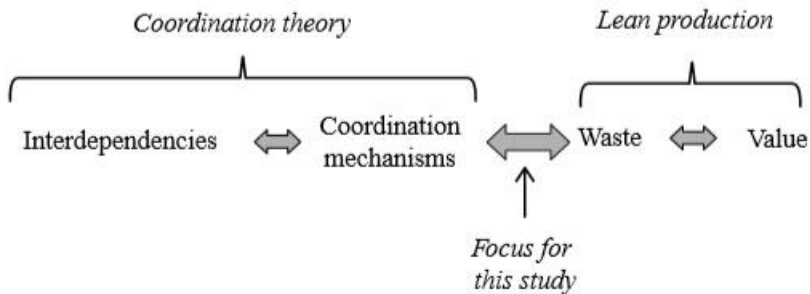 Coordination theory
Lean production
Interdependencies
Coordination
mechanisms
Waste
Value
Focus for
this study